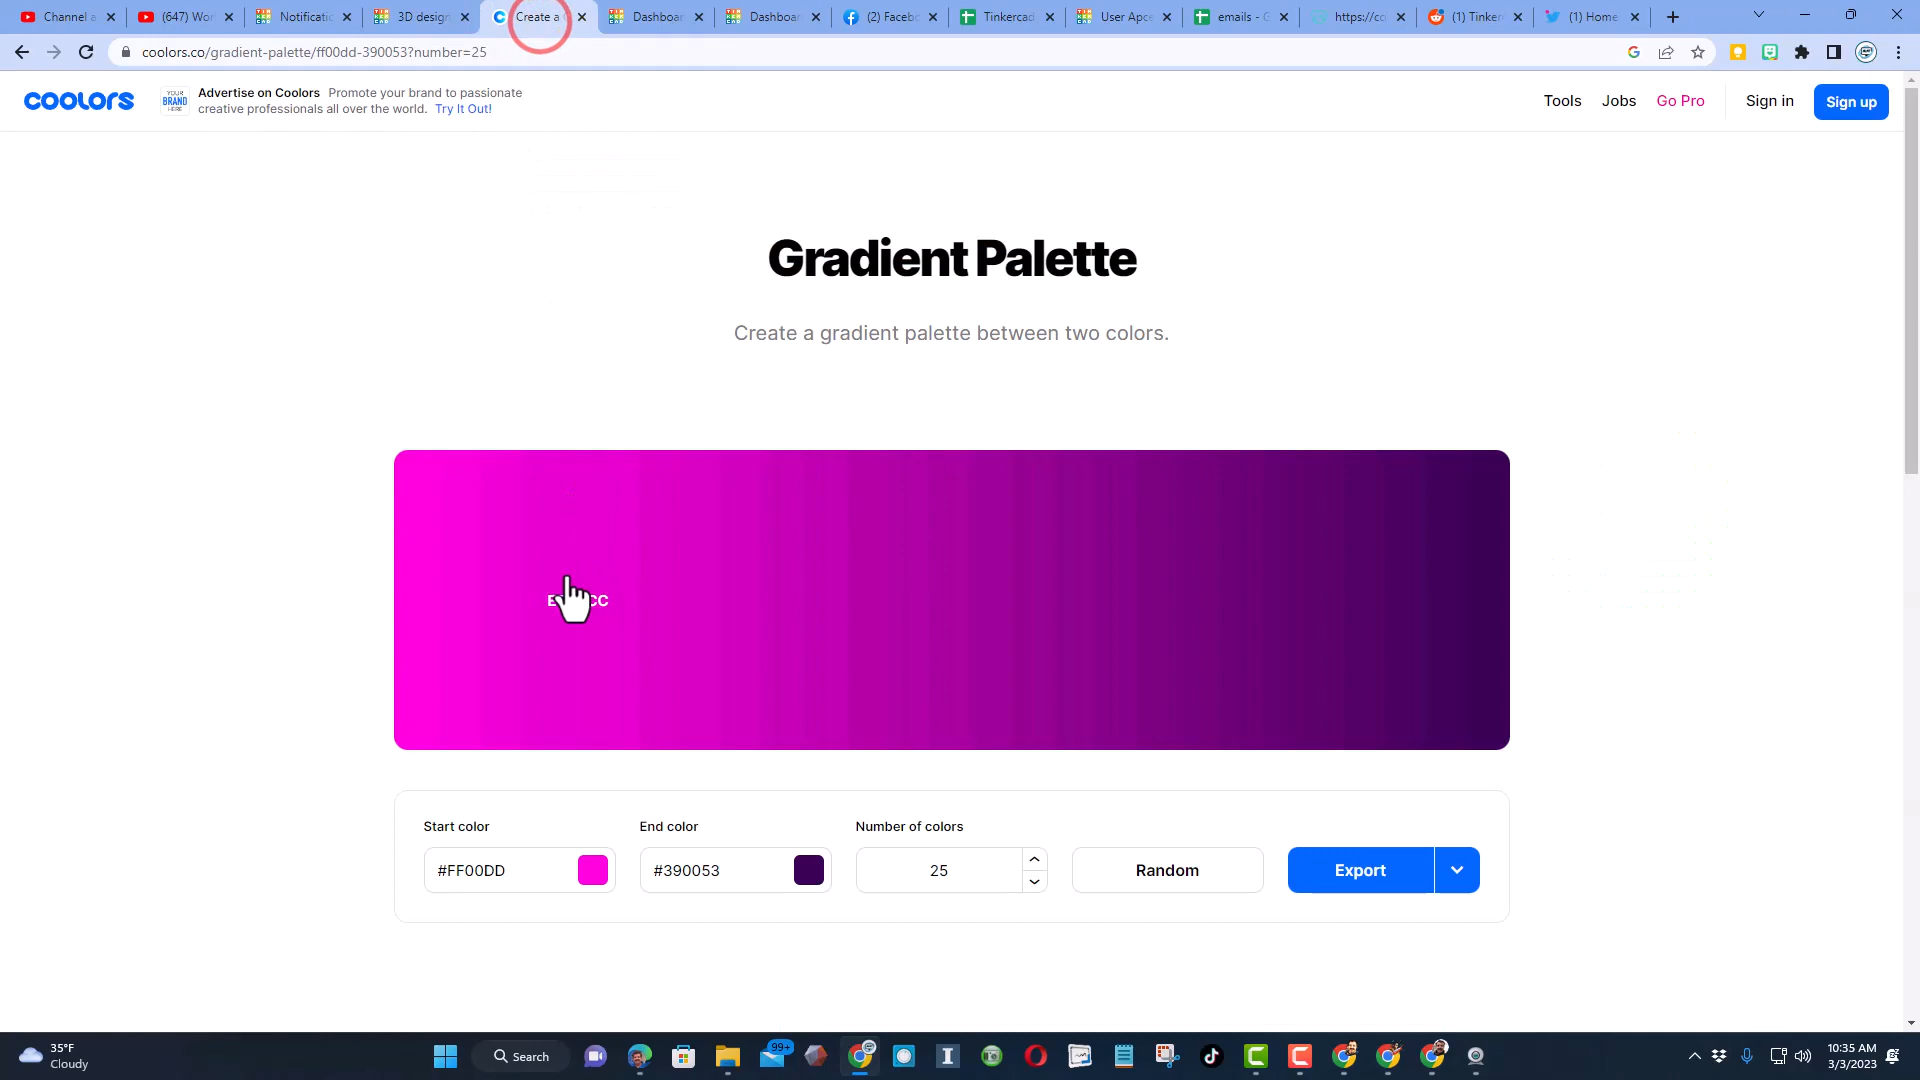 Channel a
(647) Wor
Notificatio
3D design
Create a G
Dashboar
Dashboar
(2) Facebo
Tinkercad
User Apce
emails - G
https://co
(1) Tinker
(1) Home
coolors.co/gradient-palette/ff00dd-390053?number=25
coolors
YOUR
BRAND
HERE
Advertise on Coolors Promote your brand to passionate
creative professionals all over the world. Try It Out!
Tools
Jobs
Go Pro
Sign in
Sign up
Gradient Palette
Create a gradient palette between two colors.
Start color
End color
Number of colors
#FF00DD
#390053
25
Random
Export
35°F
Cloudy
Search
99+
10:35 AM
3/3/2023